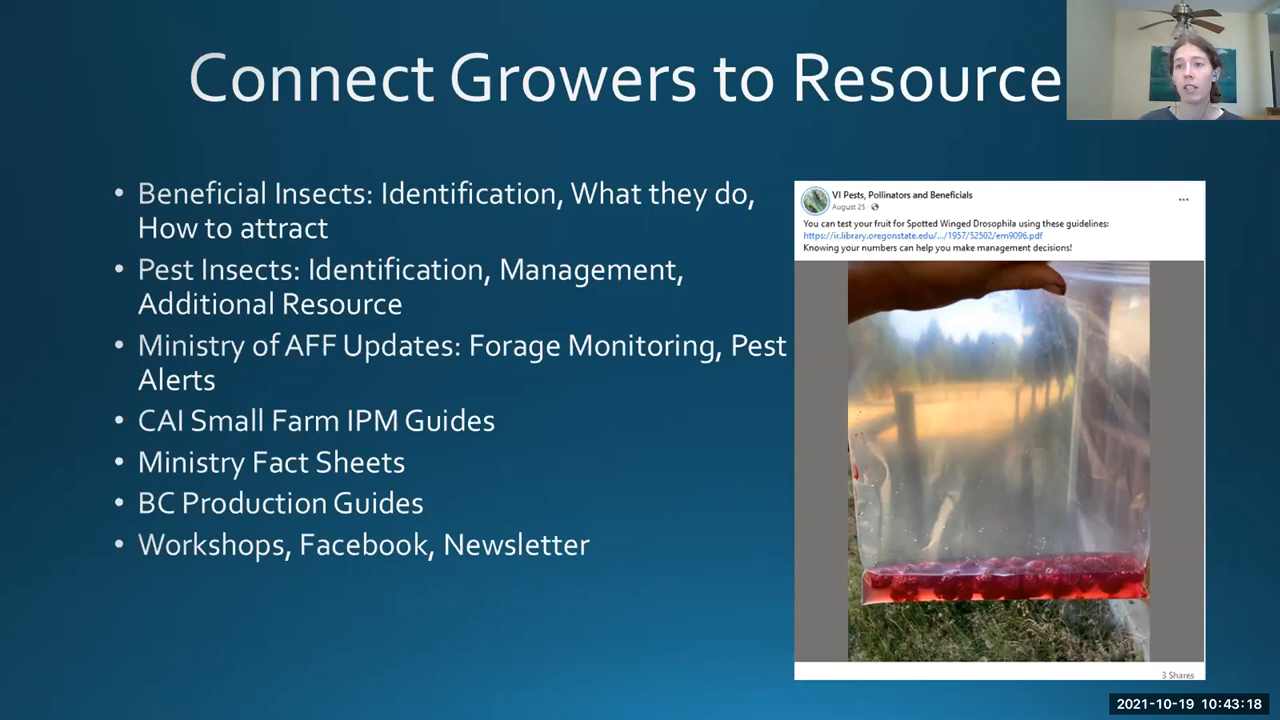 Connect Growers to Resource
• Beneficial Insects: Identification, What they do,
How to attract
• Pest Insects: Identification, Management,
Additional Resource
• Ministry of AFF Updates: Forage Monitoring, Pest
Alerts
• CAI Small Farm IPM Guides
• Ministry Fact Sheets
• BC Production Guides
• Workshops, Facebook, Newsletter
VI Pests, Pollinators and Beneficials
August 25
You can test your fruit for Spotted Winged Drosophila using these guidelines:
https://ir.library.oregonstate.edu/.../1957/52502/em9096.pdf
Knowing your numbers can help you make management decisions!
3 Shares
2021-10-19 10:43:18